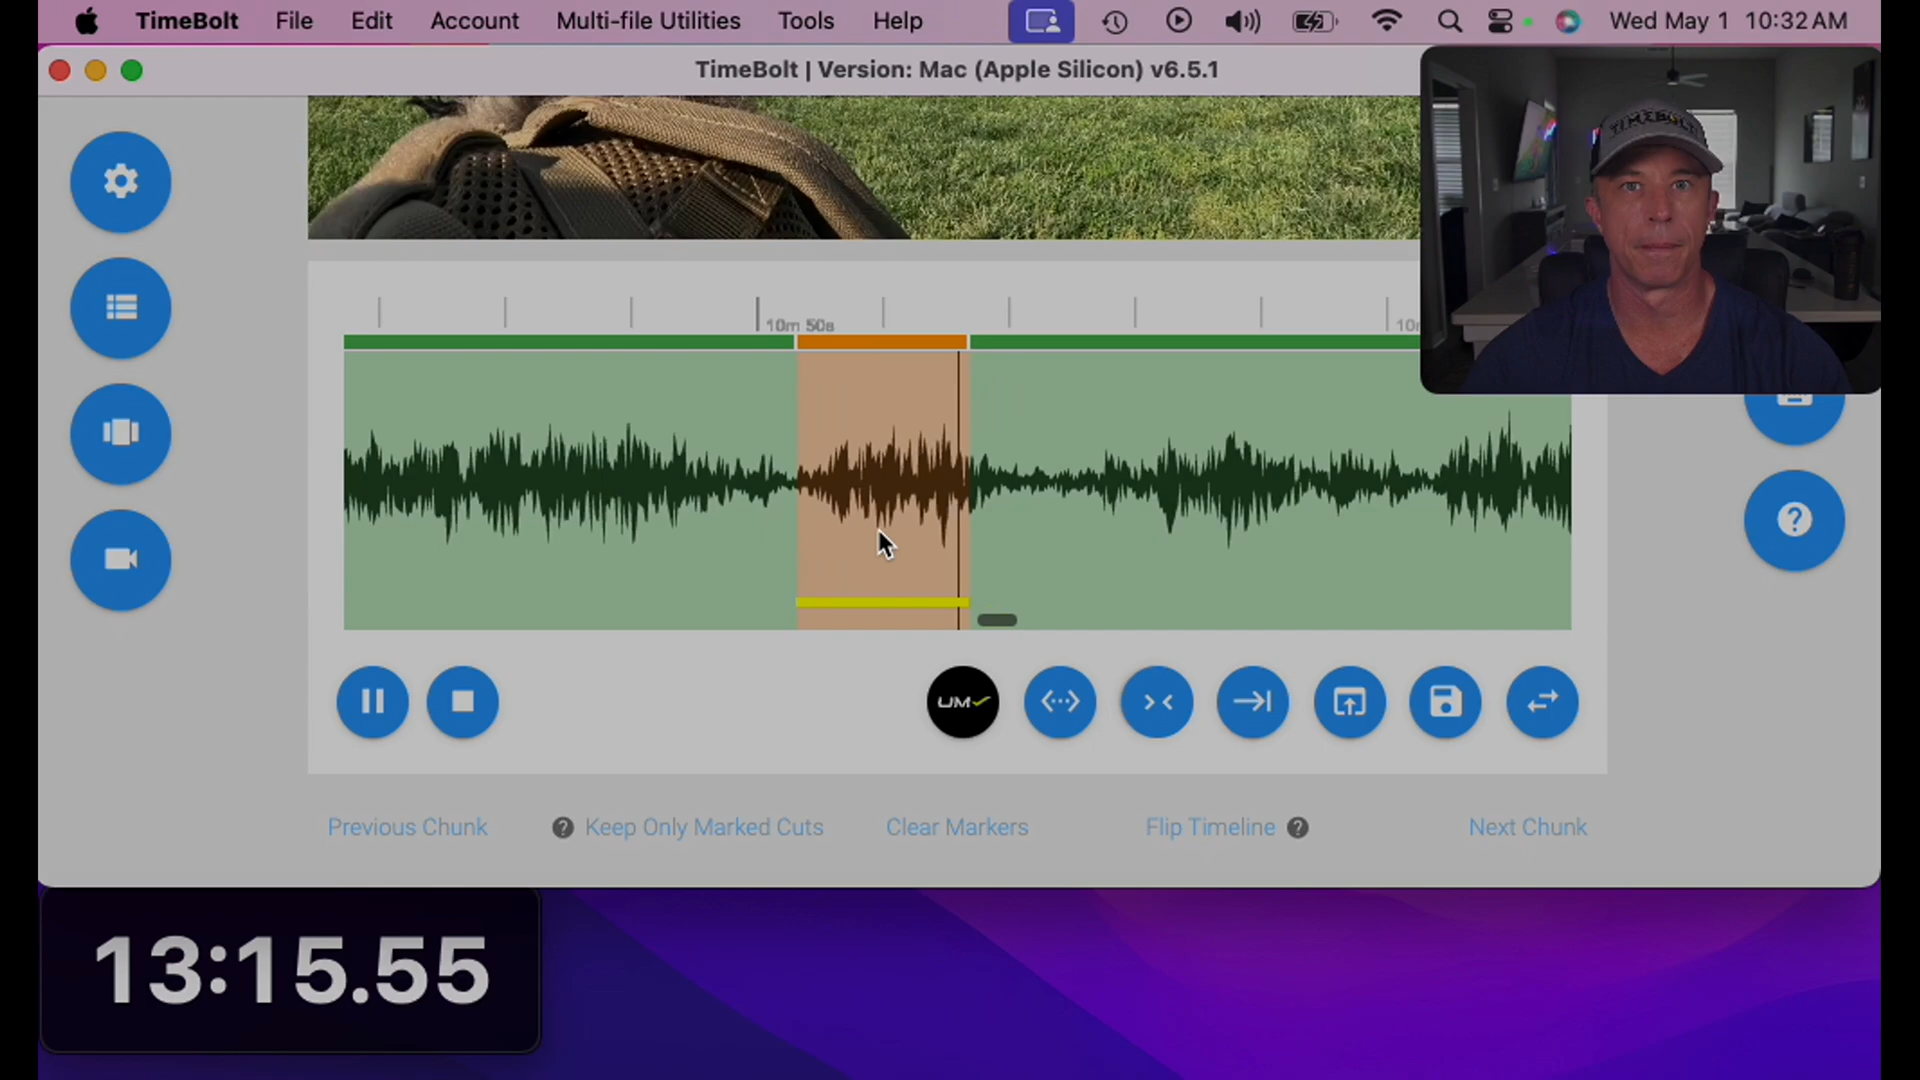 TimeBolt File Edit Account Multi-file Utilities Tools Help Wed May 1 10:32 AM
TimeBolt | Version: Mac (Apple Silicon) v6.5.1
TIMEBOLT
10m 50s
UM
Previous Chunk Keep Only Marked Cuts Clear Markers Flip Timeline Next Chunk
13:15.55